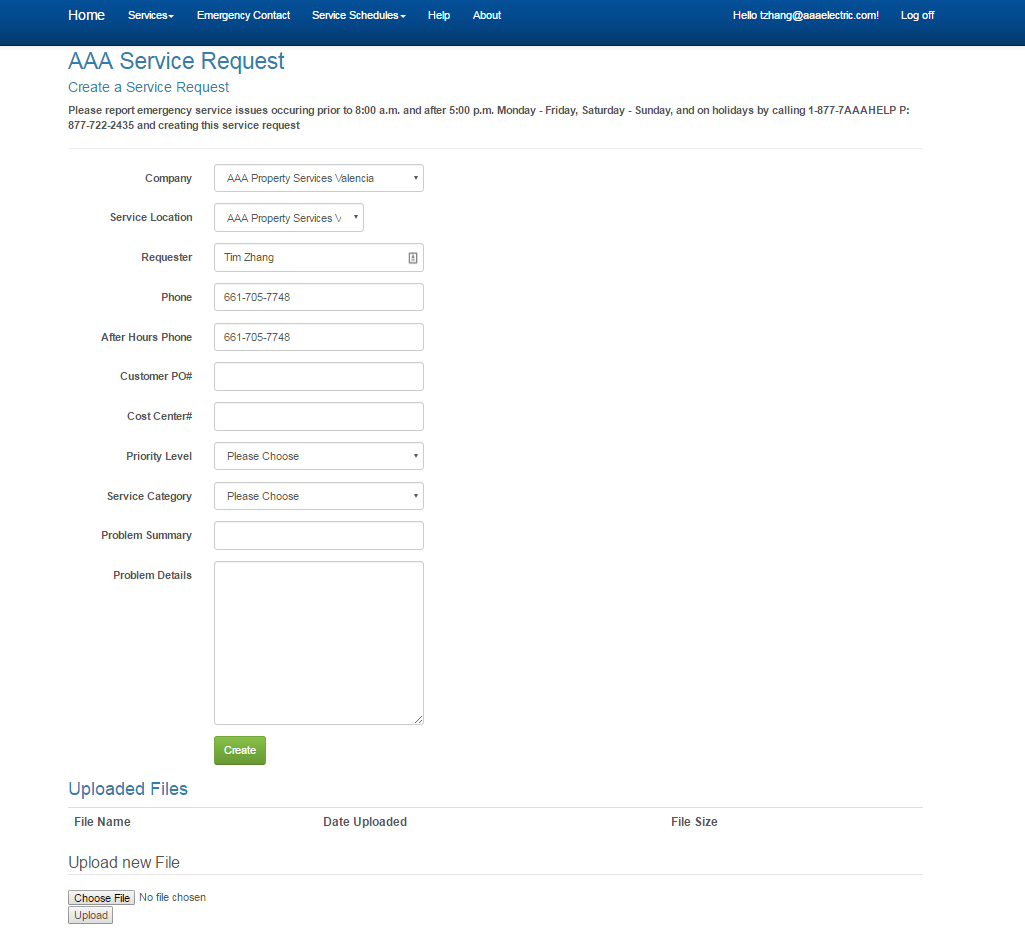 Home Services Emergency Contact Service Schedules Help About Hello tzhang@aaaelectric.com! Log off
AAA Service Request
Create a Service Request
Please report emergency service issues occuring prior to 8:00 a.m. and after 5:00 p.m. Monday - Friday, Saturday - Sunday, and on holidays by calling 1-877-7AAAHELP P:
877-722-2435 and creating this service request
Company AAA Property Services Valencia
Service Location AAA Property Services V
Requester Tim Zhang
Phone 661-705-7748
After Hours Phone 661-705-7748
Customer PO#
Cost Center#
Priority Level Please Choose
Service Category Please Choose
Problem Summary
Problem Details
Create
Uploaded Files
File Name Date Uploaded File Size
Upload new File
Choose File No file chosen
Upload